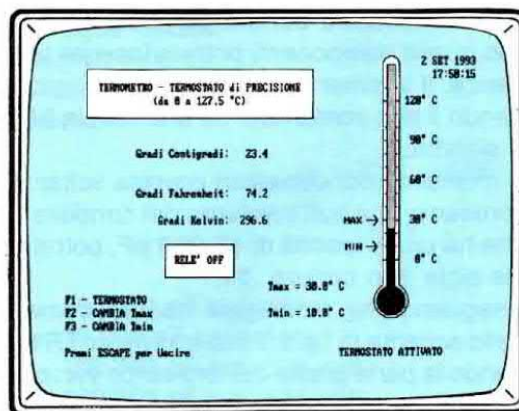 2 SET 1993
17:58:15
TERMOMETRO - TERMOSTATO di PRECISIONE
(da 0 a 127.5 °C)
120° C
90° C
60° C
30° C
0° C
MAX
MIN
Gradi Centigradi: 23.4
Gradi Fahrenheit: 74.2
Gradi Kelvin: 296.6
RELE' OFF
Tmax = 30.0° C
Tmin = 10.0° C
F1 - TERMOSTATO
F2 - CAMBIA Tmax
F3 - CAMBIA Tmin
Premi ESCAPE per Uscire
TERMOSTATO ATTIVATO